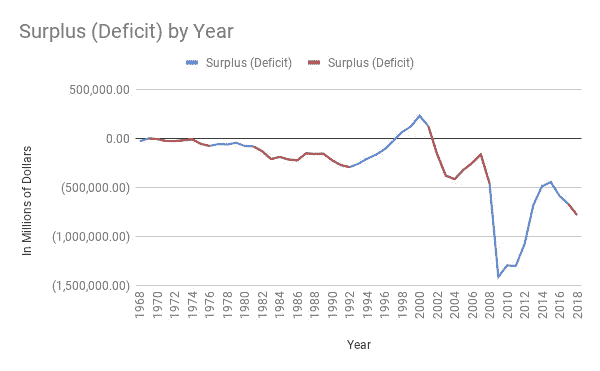 Surplus (Deficit) by Year
Surplus (Deficit) Surplus (Deficit)
500,000.00
0.00
(500,000.00)
(1,000,000.00)
(1,500,000.00)
In Millions of Dollars
1968 1970 1972 1974 1976 1978 1980 1982 1984 1986 1988 1990 1992 1994 1996 1998 2000 2002 2004 2006 2008 2010 2012 2014 2016 2018
Year